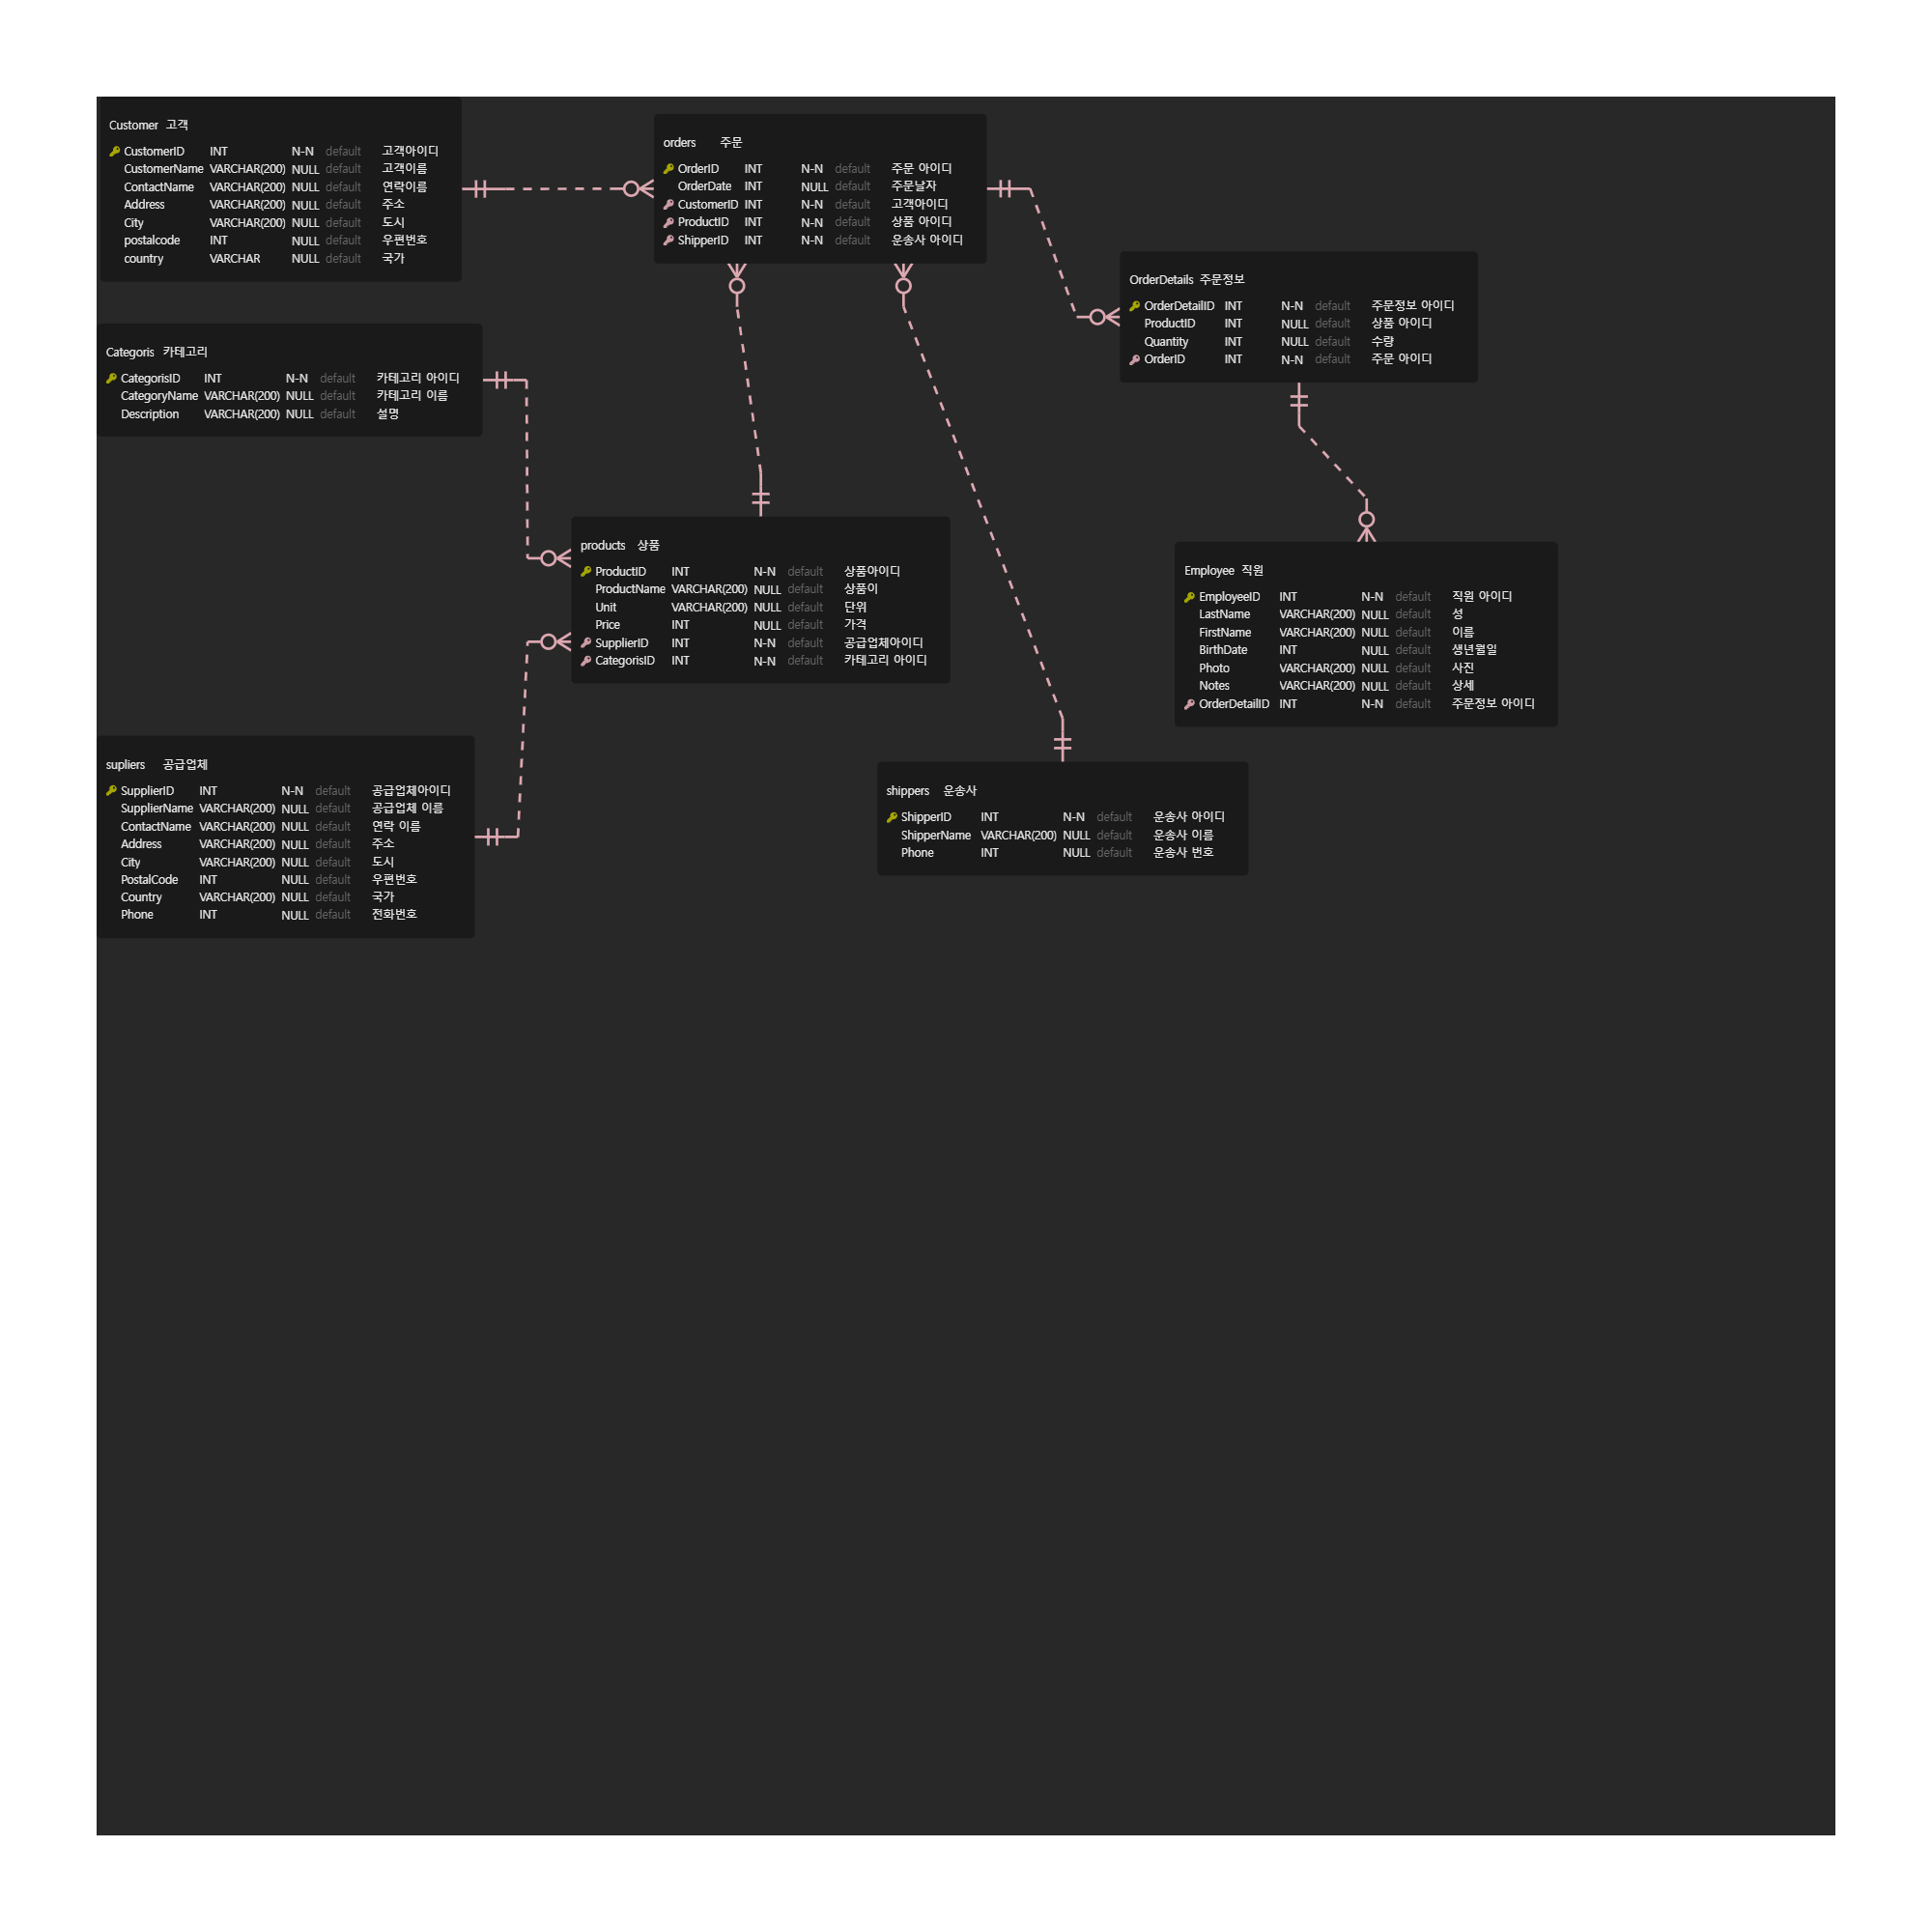 Customer 고객
CustomerID INT N-N default 고객아이디
CustomerName VARCHAR(200) NULL default 고객이름
ContactName VARCHAR(200) NULL default 연락이름
Address VARCHAR(200) NULL default 주소
City VARCHAR(200) NULL default 도시
postalcode INT NULL default 우편번호
country VARCHAR NULL default 국가
orders 주문
OrderID INT N-N default 주문 아이디
OrderDate INT NULL default 주문날자
CustomerID INT N-N default 고객아이디
ProductID INT N-N default 상품 아이디
ShipperID INT N-N default 운송사 아이디
OrderDetails 주문정보
OrderDetailID INT N-N default 주문정보 아이디
ProductID INT NULL default 상품 아이디
Quantity INT NULL default 수량
OrderID INT N-N default 주문 아이디
Categoris 카테고리
CategorisID INT N-N default 카테고리 아이디
CategoryName VARCHAR(200) NULL default 카테고리 이름
Description VARCHAR(200) NULL default 설명
products 상품
ProductID INT N-N default 상품아이디
ProductName VARCHAR(200) NULL default 상품이
Unit VARCHAR(200) NULL default 단위
Price INT NULL default 가격
SupplierID INT N-N default 공급업체아이디
CategorisID INT N-N default 카테고리 아이디
Employee 직원
EmployeeID INT N-N default 직원 아이디
LastName VARCHAR(200) NULL default 성
FirstName VARCHAR(200) NULL default 이름
BirthDate INT NULL default 생년월일
Photo VARCHAR(200) NULL default 사진
Notes VARCHAR(200) NULL default 상세
OrderDetailID INT N-N default 주문정보 아이디
supliers 공급업체
SupplierID INT N-N default 공급업체아이디
SupplierName VARCHAR(200) NULL default 공급업체 이름
ContactName VARCHAR(200) NULL default 연락 이름
Address VARCHAR(200) NULL default 주소
City VARCHAR(200) NULL default 도시
PostalCode INT NULL default 우편번호
Country VARCHAR(200) NULL default 국가
Phone INT NULL default 전화번호
shippers 운송사
ShipperID INT N-N default 운송사 아이디
ShipperName VARCHAR(200) NULL default 운송사 이름
Phone INT NULL default 운송사 번호